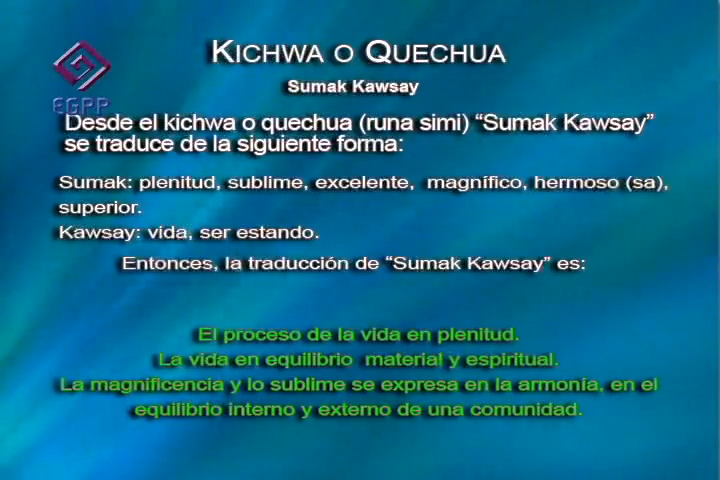 KICHWA O QUECHUA
Sumak Kawsay
EGPP
Desde el kichwa o quechua (runa simi) “Sumak Kawsay”
se traduce de la siguiente forma:
Sumak: plenitud, sublime, excelente, magnífico, hermoso (sa),
superior.
Kawsay: vida, ser estando.
Entonces, la traducción de “Sumak Kawsay” es:
El proceso de la vida en plenitud.
La vida en equilibrio material y espiritual.
La magnificencia y lo sublime se expresa en la armonía, en el
equilibrio interno y externo de una comunidad.